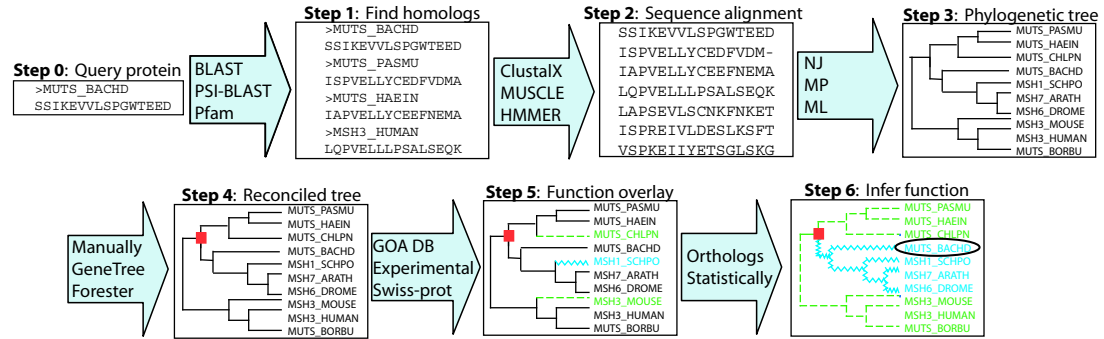 Step 0: Query protein
>MUTS_BACHD
SSIKEVVLSPGWTEED
BLAST
PSI-BLAST
Pfam
Step 1: Find homologs
>MUTS_BACHD
SSIKEVVLSPGWTEED
>MUTS_PASMU
ISPVELLYCEDFVDMA
>MUTS_HAEIN
IAPVELLYCEEFNEMA
>MSH3_HUMAN
LQPVELLLPSALSEQK
ClustalX
MUSCLE
HMMER
Step 2: Sequence alignment
SSIKEVVLSPGWTEED
ISPVELLYCEDFVDM-
IAPVELLYCEEFNEMA
LQPVELLLPSALSEQK
LAPSEVLSCNKFNKET
ISPREIVLDESLKSFT
VSPKEIIYETSGLSKG
NJ
MP
ML
Step 3: Phylogenetic tree
MUTS_PASMU
MUTS_HAEIN
MUTS_CHLPN
MUTS_BACHD
MSH1_SCHPO
MSH7_ARATH
MSH6_DROME
MSH3_MOUSE
MSH3_HUMAN
MUTS_BORBU
Manually
GeneTree
Forester
Step 4: Reconciled tree
MUTS_PASMU
MUTS_HAEIN
MUTS_CHLPN
MUTS_BACHD
MSH1_SCHPO
MSH7_ARATH
MSH6_DROME
MSH3_MOUSE
MSH3_HUMAN
MUTS_BORBU
GOA DB
Experimental
Swiss-prot
Step 5: Function overlay
MUTS_PASMU
MUTS_HAEIN
MUTS_CHLPN
MUTS_BACHD
MSH1_SCHPO
MSH7_ARATH
MSH6_DROME
MSH3_MOUSE
MSH3_HUMAN
MUTS_BORBU
Orthologs
Statistically
Step 6: Infer function
MUTS_PASMU
MUTS_HAEIN
MUTS_CHLPN
MUTS_BACHD
MSH1_SCHPO
MSH7_ARATH
MSH6_DROME
MSH3_MOUSE
MSH3_HUMAN
MUTS_BORBU